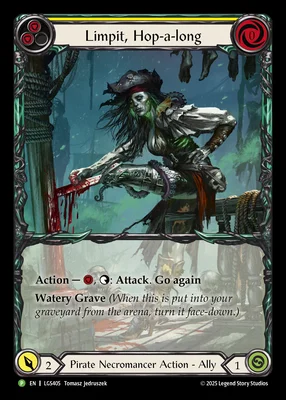 Limpit, Hop-a-long
Action — , : Attack. Go again
Watery Grave (When this is put into your
graveyard from the arena, turn it face-down.)
2 Pirate Necromancer Action - Ally 1
P EN LGS405 Tomasz Jedruszek © 2025 Legend Story Studios